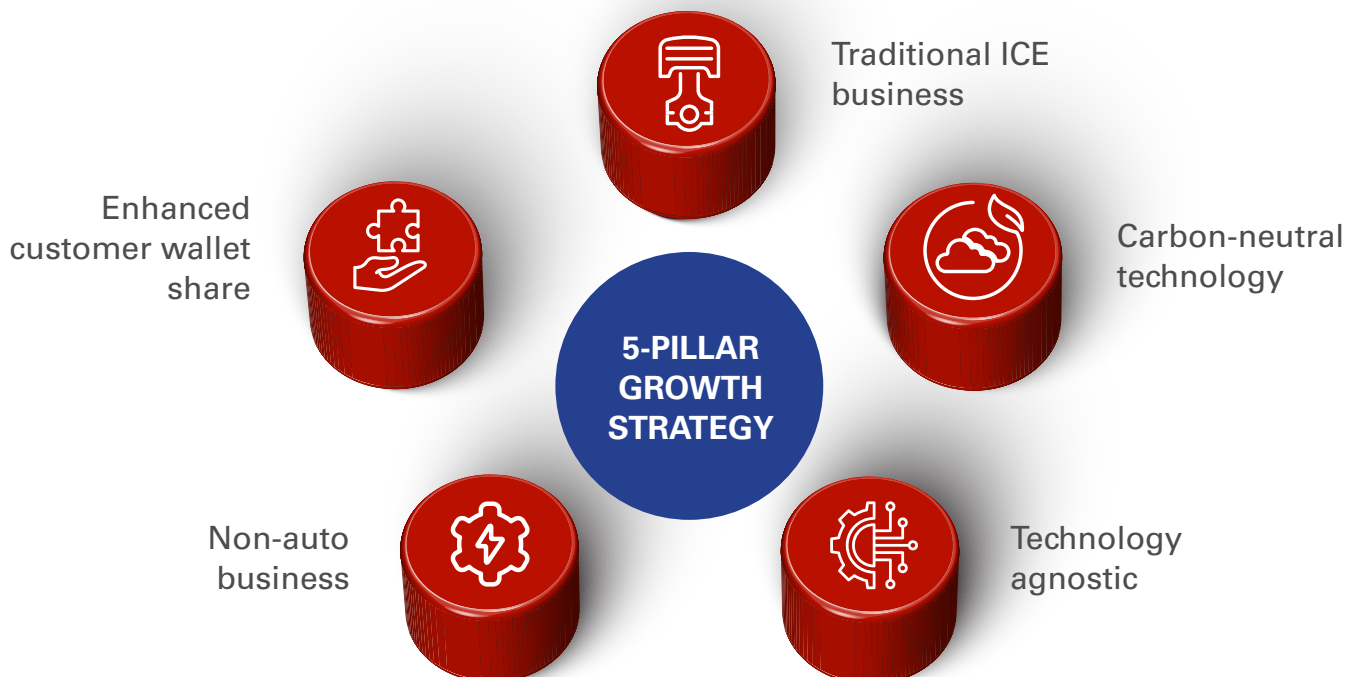 Traditional ICE
business
Enhanced
customer wallet
share
Carbon-neutral
technology
5-PILLAR
GROWTH
STRATEGY
Non-auto
business
Technology
agnostic